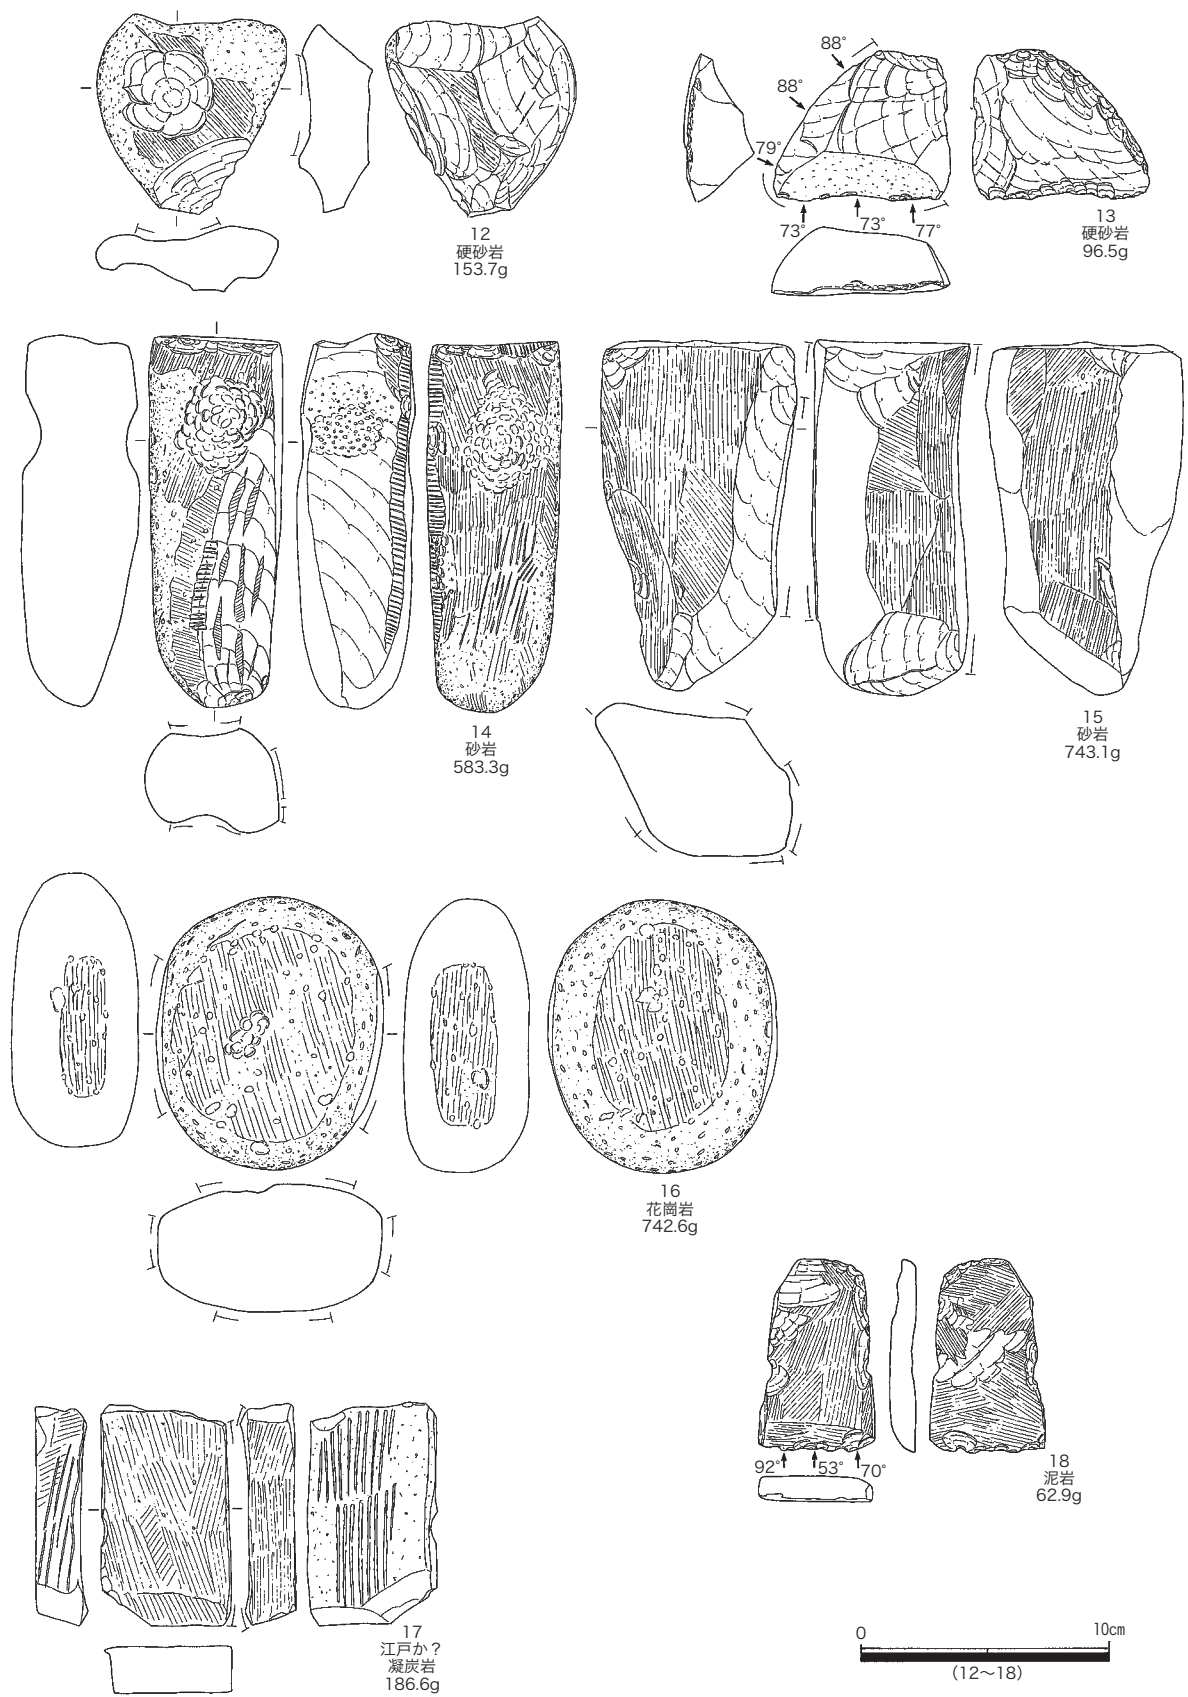 12
硬砂岩
153.7g
88°
88°
79°
73°
73°
77°
13
硬砂岩
96.5g
14
砂岩
583.3g
15
砂岩
743.1g
16
花崗岩
742.6g
92°
53°
70°
18
泥岩
62.9g
17
江戸か？
凝炭岩
186.6g
0
10cm
（12〜18）